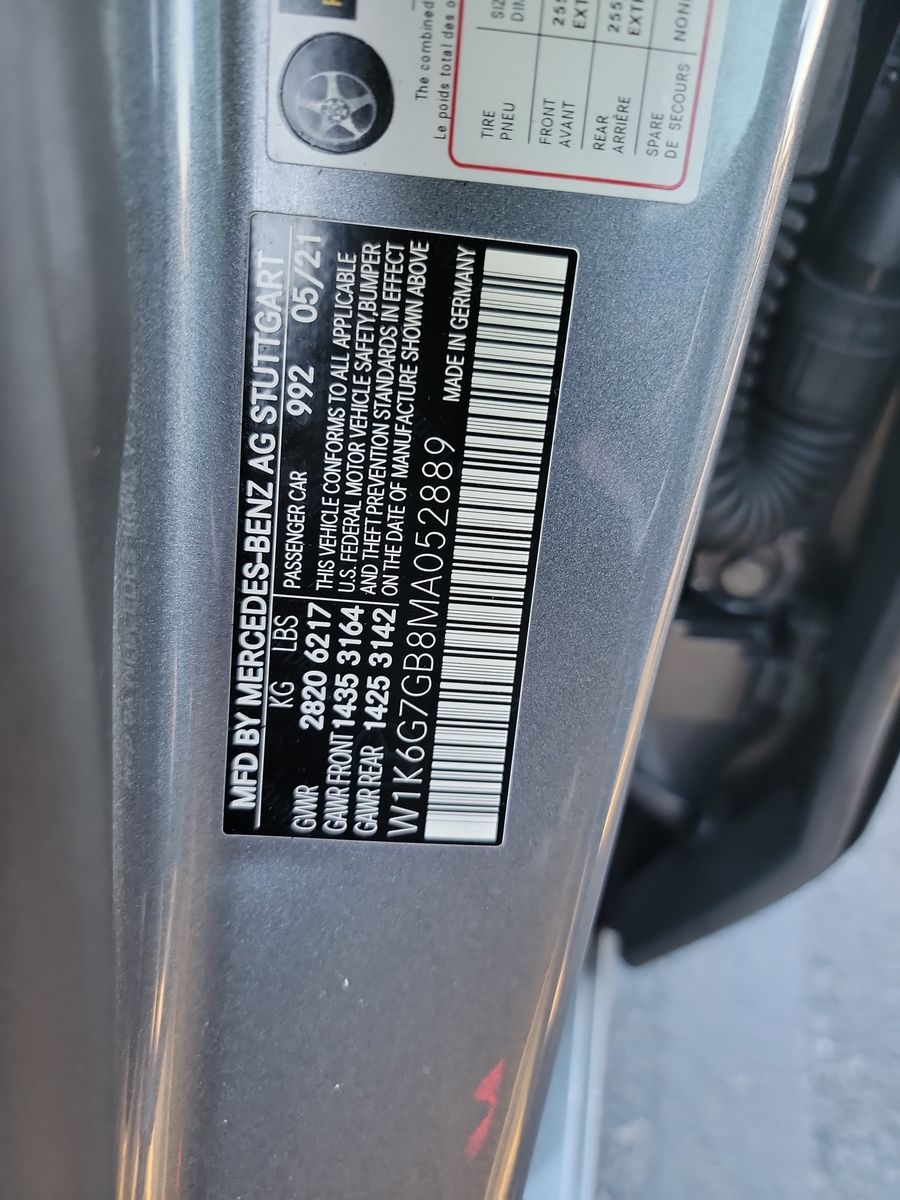 MFD BY MERCEDES-BENZ AG STUTTGART
KG LBS PASSENGER CAR 992 05/21
GVWR 2820 6217
GAWR FRONT 1435 3164
GAWR REAR 1425 3142
THIS VEHICLE CONFORMS TO ALL APPLICABLE
U.S. FEDERAL MOTOR VEHICLE SAFETY,BUMPER
AND THEFT PREVENTION STANDARDS IN EFFECT
ON THE DATE OF MANUFACTURE SHOWN ABOVE
W1K6G7GB8MA052889 MADE IN GERMANY
The combined
Le poids total des
TIRE
PNEU
FRONT
AVANT
REAR
ARRIÈRE
255
SPARE
DE SECOURS